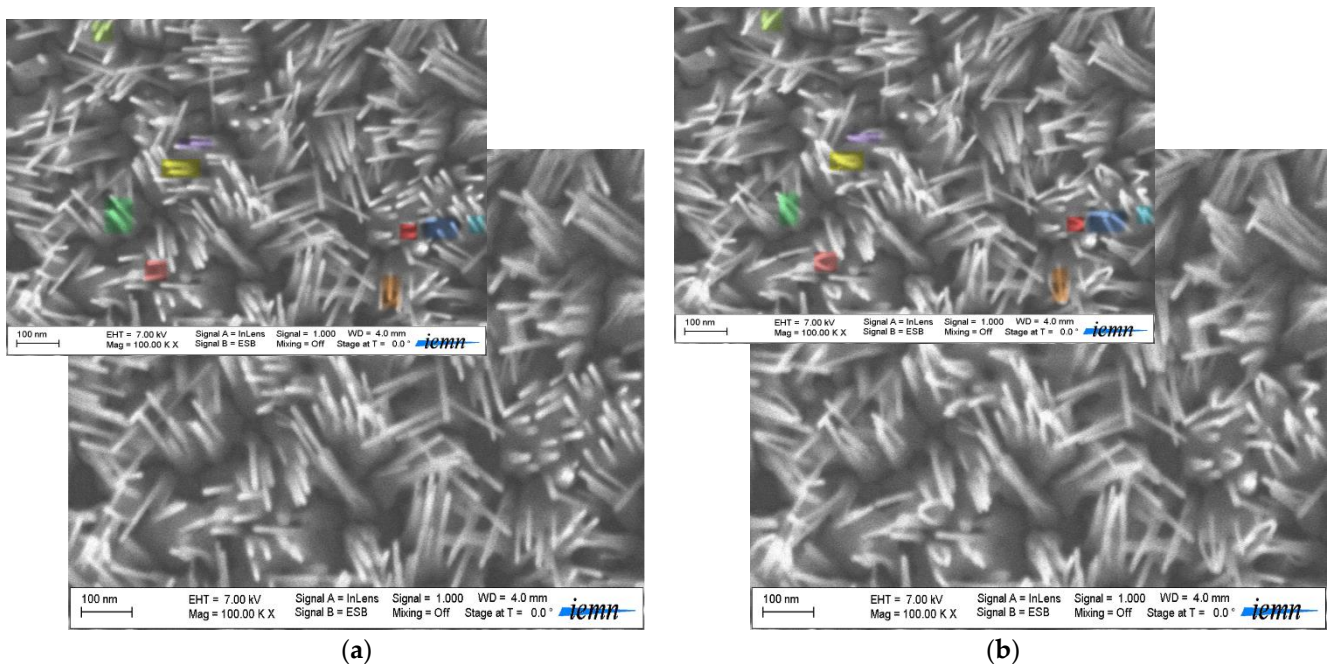 100 nm
EHT = 7.00 kV
Mag = 100.00 K X
Signal A = InLens
Signal B = ESB
Signal = 1.000
Mixing = Off
WD = 4.0 mm
Stage at T = 0.0 °
iemn
100 nm
EHT = 7.00 kV
Mag = 100.00 K X
Signal A = InLens
Signal B = ESB
Signal = 1.000
Mixing = Off
WD = 4.0 mm
Stage at T = 0.0 °
iemn
(a)
100 nm
EHT = 7.00 kV
Mag = 100.00 K X
Signal A = InLens
Signal B = ESB
Signal = 1.000
Mixing = Off
WD = 4.0 mm
Stage at T = 0.0 °
iemn
100 nm
EHT = 7.00 kV
Mag = 100.00 K X
Signal A = InLens
Signal B = ESB
Signal = 1.000
Mixing = Off
WD = 4.0 mm
Stage at T = 0.0 °
iemn
(b)